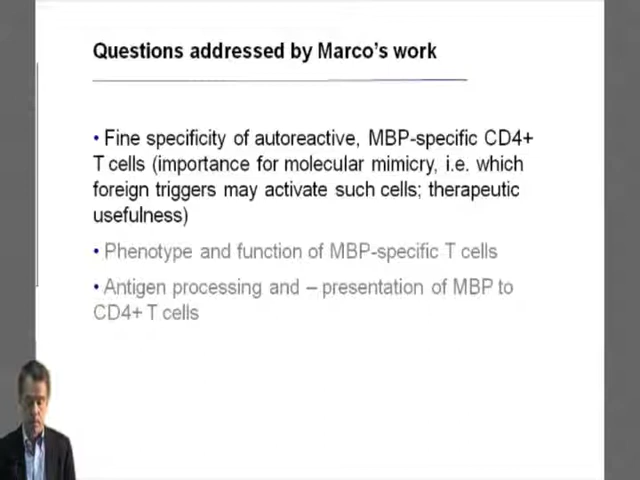 Questions addressed by Marco's work
• Fine specificity of autoreactive, MBP-specific CD4+
T cells (importance for molecular mimicry, i.e. which
foreign triggers may activate such cells; therapeutic
usefulness)
• Phenotype and function of MBP-specific T cells
• Antigen processing and – presentation of MBP to
CD4+ T cells